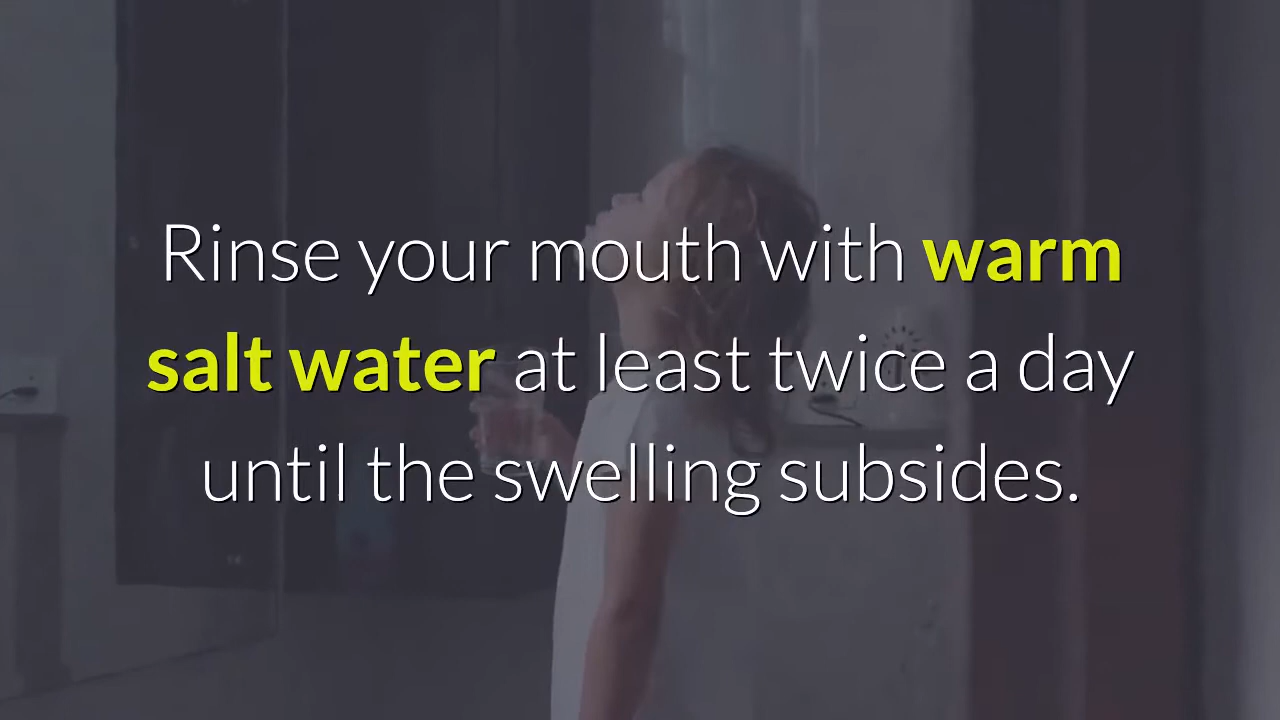 Rinse your mouth with warm
salt water at least twice a day
until the swelling subsides.